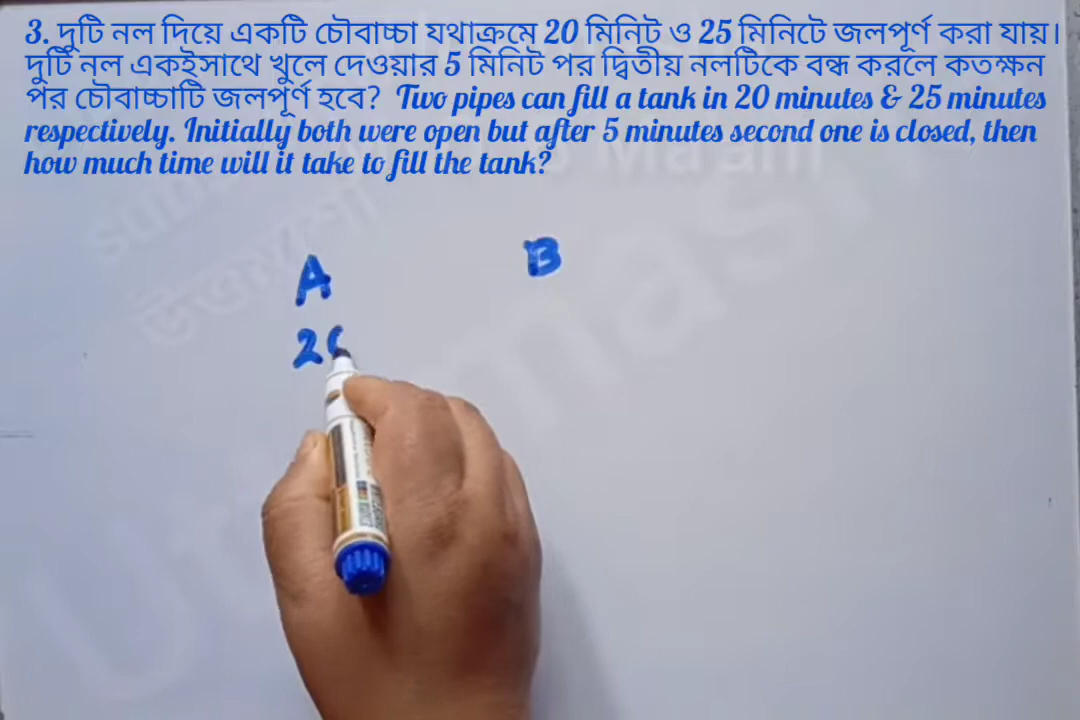 3. দুটি নল দিয়ে একটি চৌবাচ্চা যথাক্রমে 20 মিনিট ও 25 মিনিটে জলপূর্ণ করা যায়।
দুটি নল একইসাথে খুলে দেওয়ার 5 মিনিট পর দ্বিতীয় নলটিকে বন্ধ করলে কতক্ষন
পর চৌবাচ্চাটি জলপূর্ণ হবে? Two pipes can fill a tank in 20 minutes & 25 minutes
respectively. Initially both were open but after 5 minutes second one is closed, then
how much time will it take to fill the tank?
A B
20